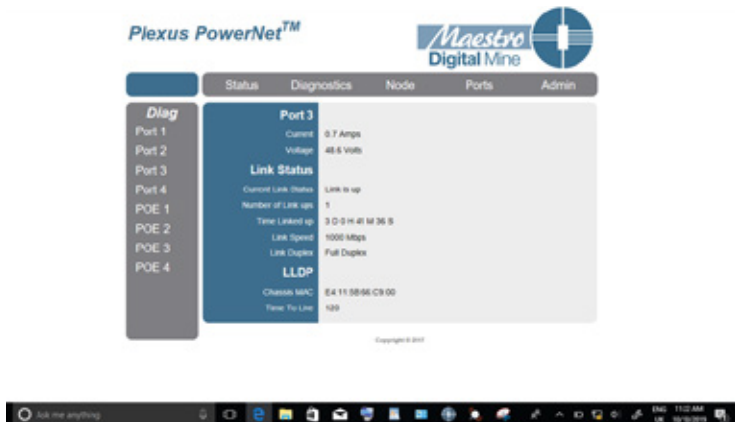 Plexus PowerNet™
Maestro
Digital Mine
Status Diagnostics Node Ports Admin
Diag
Port 1
Port 2
Port 3
Port 4
POE 1
POE 2
POE 3
POE 4
Port 3
Current 0.7 Amps
Voltage 48.6 Volts
Link Status
Current Link Status Link is up
Number of Link ups 1
Time Linked up 3 D 0 H 41 M 36 S
Link Speed 1000 Mbps
Link Duplex Full Duplex
LLDP
Chassis MAC E4:11:5B:66:C9:00
Time To Live 120
Copyright © 2017
Ask me anything
ENG 11:22 AM
UK 10/10/2019